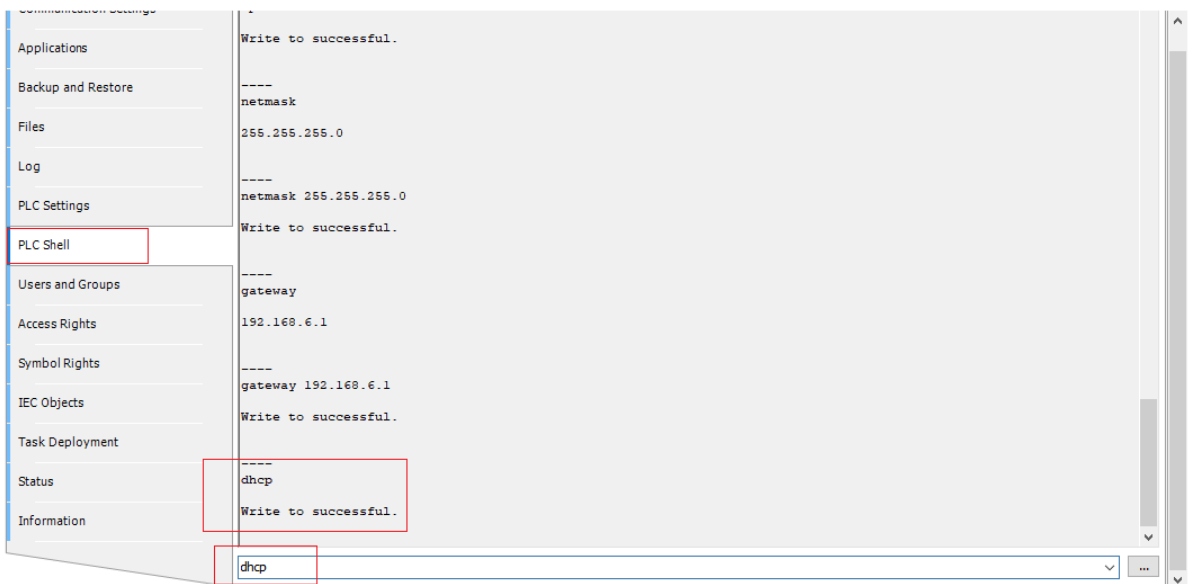 Communication Settings
Applications
Backup and Restore
Files
Log
PLC Settings
PLC Shell
Users and Groups
Access Rights
Symbol Rights
IEC Objects
Task Deployment
Status
Information
Write to successful.
----
netmask
255.255.255.0
----
netmask 255.255.255.0
Write to successful.
----
gateway
192.168.6.1
----
gateway 192.168.6.1
Write to successful.
----
dhcp
Write to successful.
dhcp
...